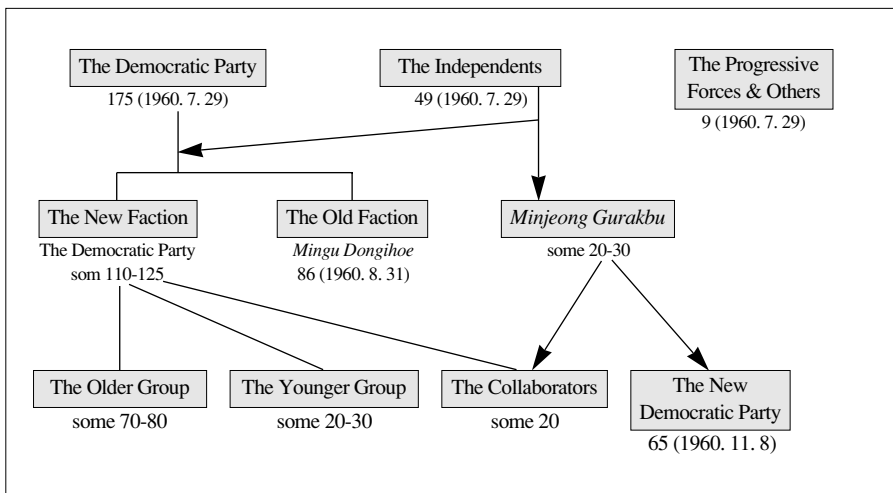 The Democratic Party
175 (1960. 7. 29)
The Independents
49 (1960. 7. 29)
The Progressive
Forces & Others
9 (1960. 7. 29)
The New Faction
The Democratic Party
som 110-125
The Old Faction
Mingu Dongihoe
86 (1960. 8. 31)
Minjeong Gurakbu
some 20-30
The Older Group
some 70-80
The Younger Group
some 20-30
The Collaborators
some 20
The New
Democratic Party
65 (1960. 11. 8)